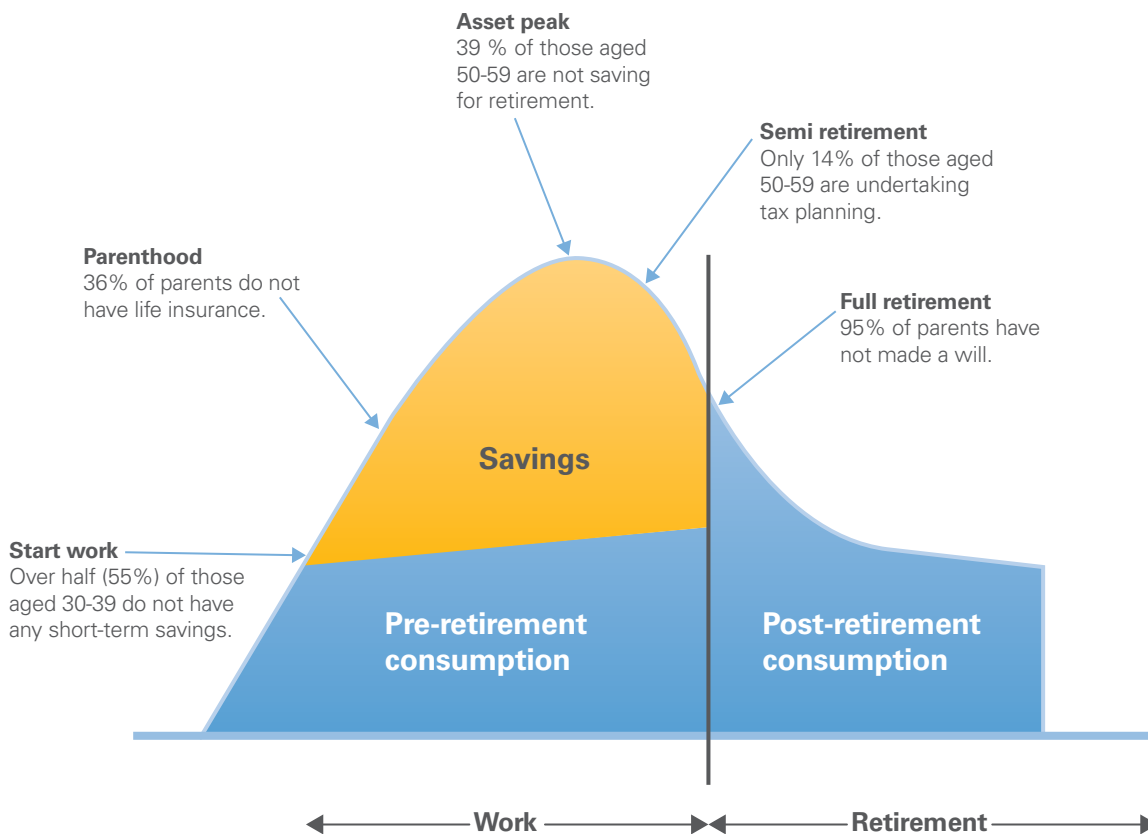 Asset peak
39 % of those aged
50-59 are not saving
for retirement.
Semi retirement
Only 14% of those aged
50-59 are undertaking
tax planning.
Parenthood
36% of parents do not
have life insurance.
Full retirement
95% of parents have
not made a will.
Savings
Start work
Over half (55%) of those
aged 30-39 do not have
any short-term savings.
Pre-retirement
consumption
Post-retirement
consumption
Work
Retirement